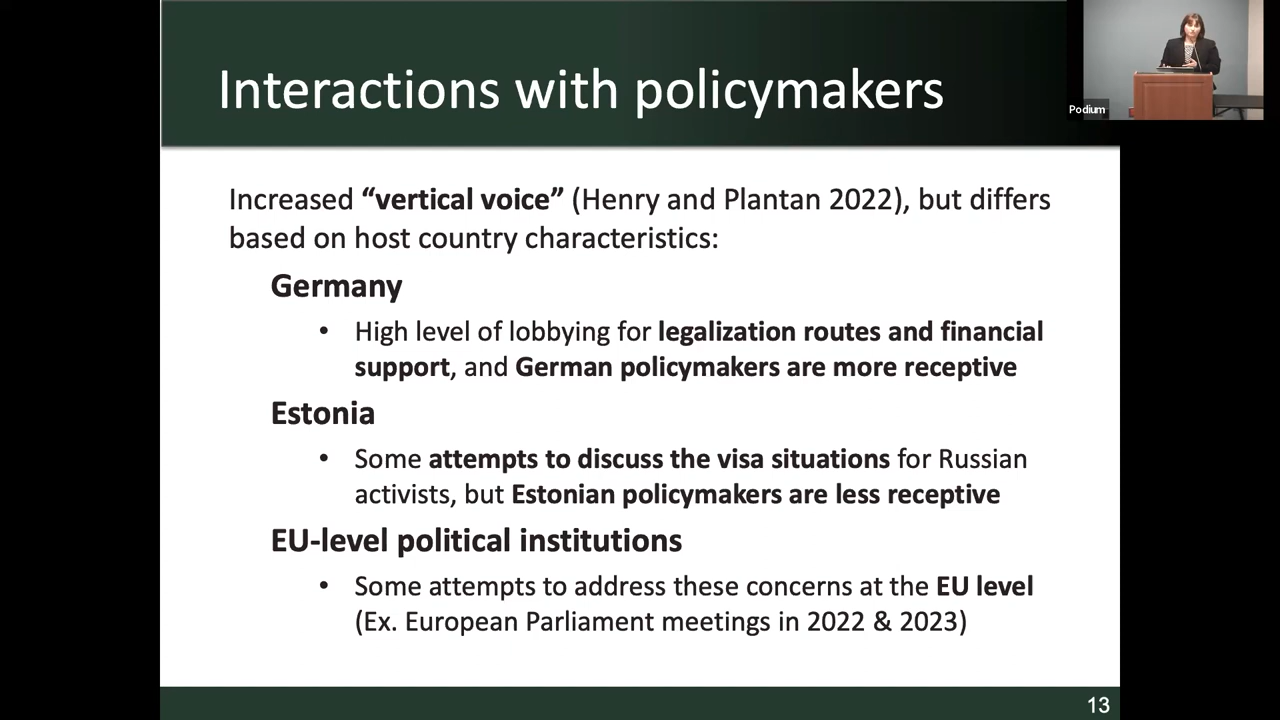 Interactions with policymakers
Podium
Increased “vertical voice” (Henry and Plantan 2022), but differs
based on host country characteristics:
Germany
• High level of lobbying for legalization routes and financial
support, and German policymakers are more receptive
Estonia
• Some attempts to discuss the visa situations for Russian
activists, but Estonian policymakers are less receptive
EU-level political institutions
• Some attempts to address these concerns at the EU level
(Ex. European Parliament meetings in 2022 & 2023)
13